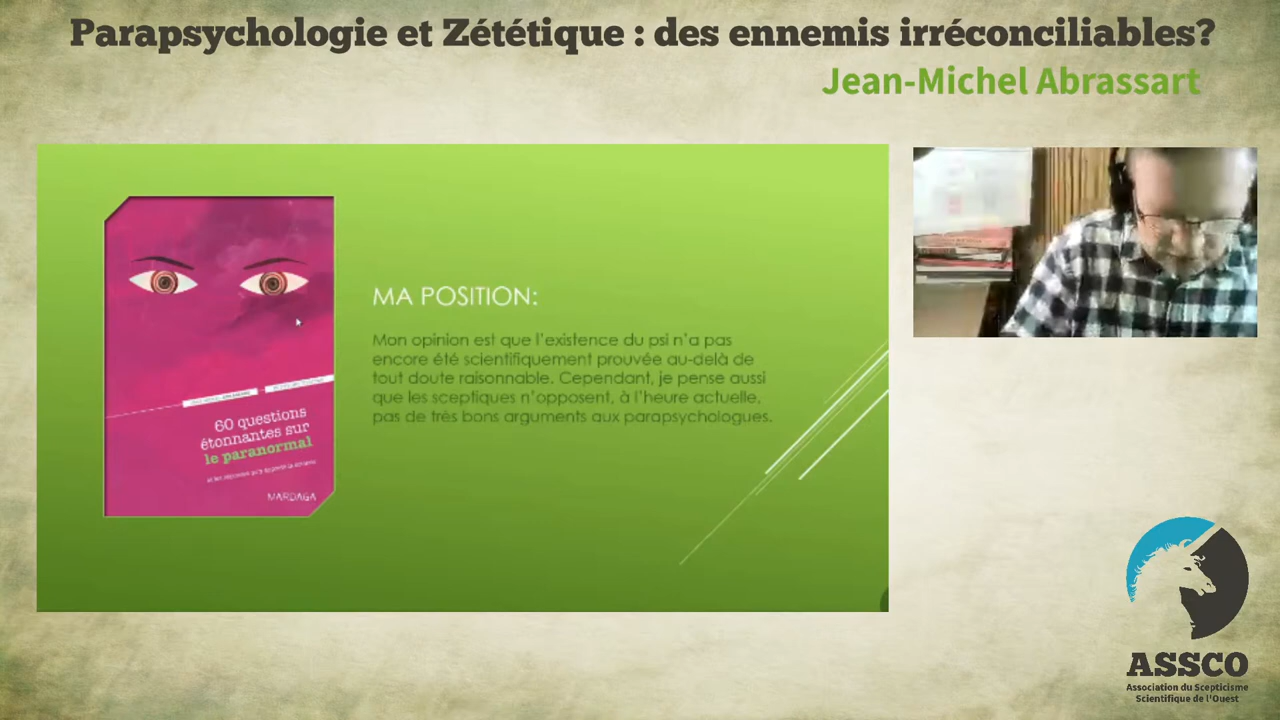 Parapsychologie et Zététique : des ennemis irréconciliables?
Jean-Michel Abrassart
60 questions
étonnantes sur
le paranormal
MARDAGA
MA POSITION:
Mon opinion est que l'existence du psi n'a pas
encore été scientifiquement prouvée au-delà de
tout doute raisonnable. Cependant, je pense aussi
que les sceptiques n'opposent, à l'heure actuelle,
pas de très bons arguments aux parapsychologues.
ASSCO
Association du Scepticisme
Scientifique de l'Ouest